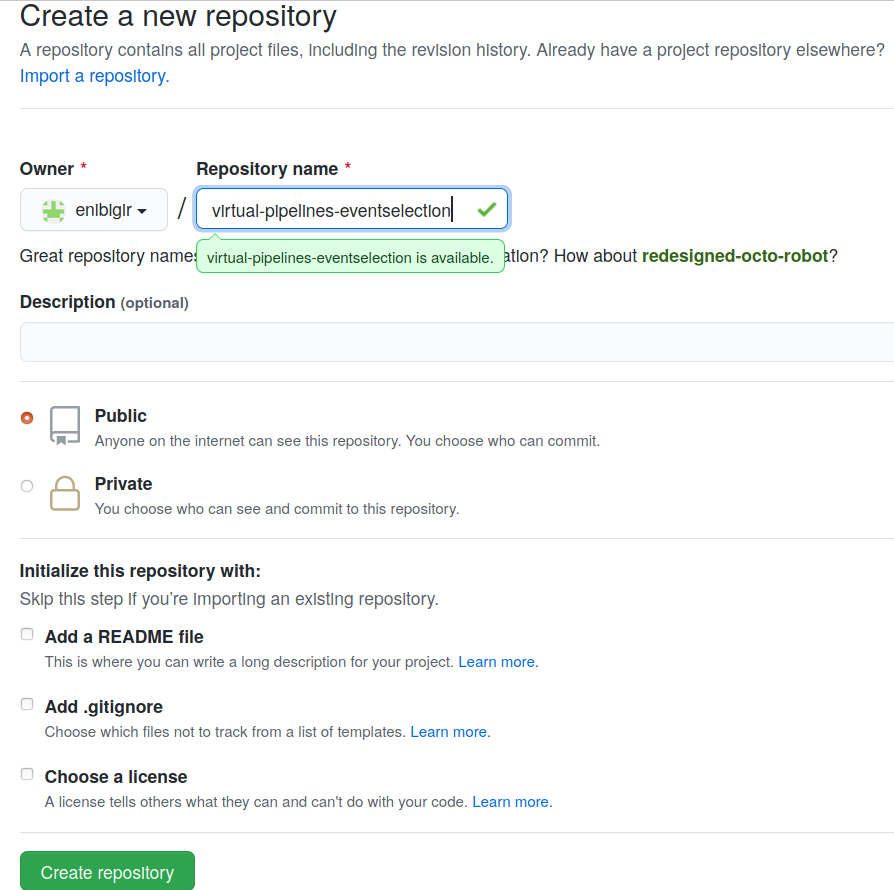 Create a new repository
A repository contains all project files, including the revision history. Already have a project repository elsewhere?
Import a repository.
Owner * Repository name *
eniblgir / virtual-pipelines-eventselection
Great repository names ation? How about redesigned-octo-robot?
virtual-pipelines-eventselection is available.
Description (optional)
Public
Anyone on the internet can see this repository. You choose who can commit.
Private
You choose who can see and commit to this repository.
Initialize this repository with:
Skip this step if you’re importing an existing repository.
Add a README file
This is where you can write a long description for your project. Learn more.
Add .gitignore
Choose which files not to track from a list of templates. Learn more.
Choose a license
A license tells others what they can and can't do with your code. Learn more.
Create repository